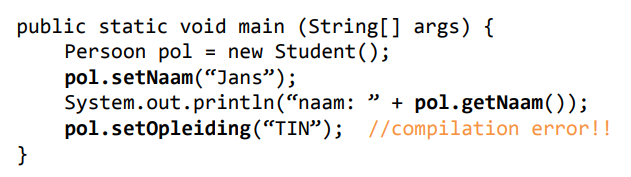 public static void main (String[] args) {
Persoon pol = new Student();
pol.setNaam(“Jans”);
System.out.println(“naam: ” + pol.getNaam());
pol.setOpleiding(“TIN”);  //compilation error!!
}